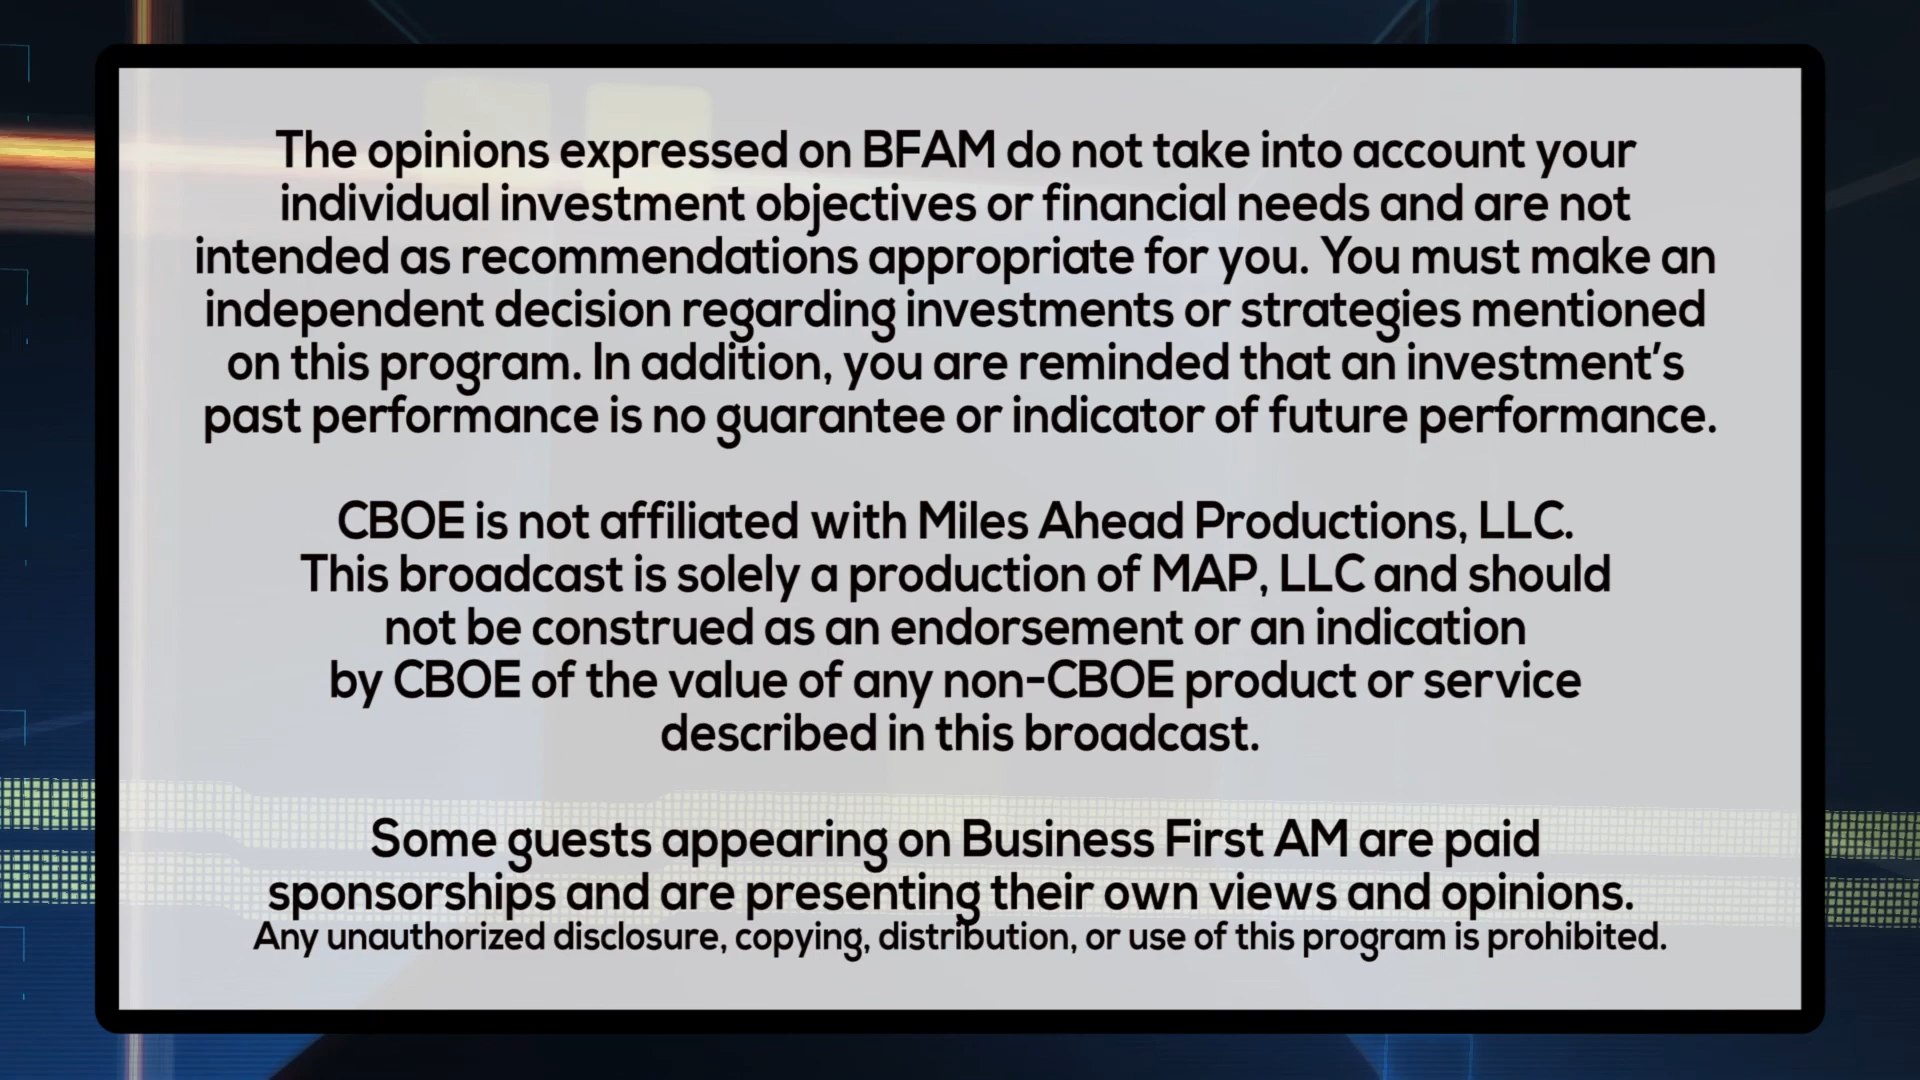 The opinions expressed on BFAM do not take into account your
individual investment objectives or financial needs and are not
intended as recommendations appropriate for you. You must make an
independent decision regarding investments or strategies mentioned
on this program. In addition, you are reminded that an investment’s
past performance is no guarantee or indicator of future performance.
CBOE is not affiliated with Miles Ahead Productions, LLC.
This broadcast is solely a production of MAP, LLC and should
not be construed as an endorsement or an indication
by CBOE of the value of any non-CBOE product or service
described in this broadcast.
Some guests appearing on Business First AM are paid
sponsorships and are presenting their own views and opinions.
Any unauthorized disclosure, copying, distribution, or use of this program is prohibited.